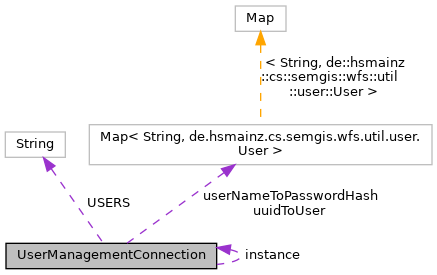 Map
< String, de::hsmainz
::cs::semgis::wfs::util
::user::User >
String
Map< String, de.hsmainz.cs.semgis.wfs.util.user.
User >
USERS
userNameToPasswordHash
uuidToUser
UserManagementConnection
instance